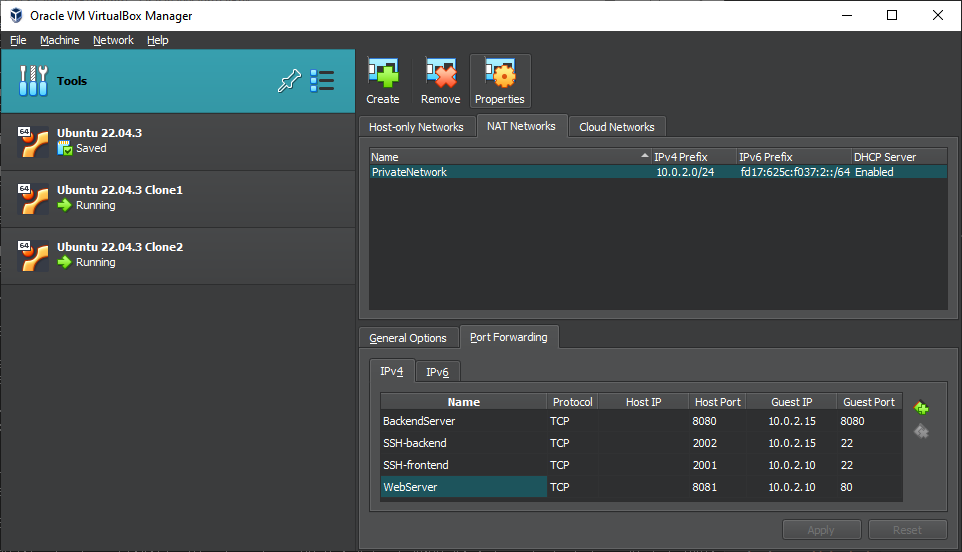 Oracle VM VirtualBox Manager
File Machine Network Help
Tools
64
Ubuntu 22.04.3
Saved
64
Ubuntu 22.04.3 Clone1
Running
64
Ubuntu 22.04.3 Clone2
Running
Create Remove Properties
Host-only Networks NAT Networks Cloud Networks
Name IPv4 Prefix IPv6 Prefix DHCP Server
PrivateNetwork 10.0.2.0/24 fd17:625c:f037:2::/64 Enabled
General Options Port Forwarding
IPv4 IPv6
Name Protocol Host IP Host Port Guest IP Guest Port
BackendServer TCP 8080 10.0.2.15 8080
SSH-backend TCP 2002 10.0.2.15 22
SSH-frontend TCP 2001 10.0.2.10 22
WebServer TCP 8081 10.0.2.10 80
Apply Reset